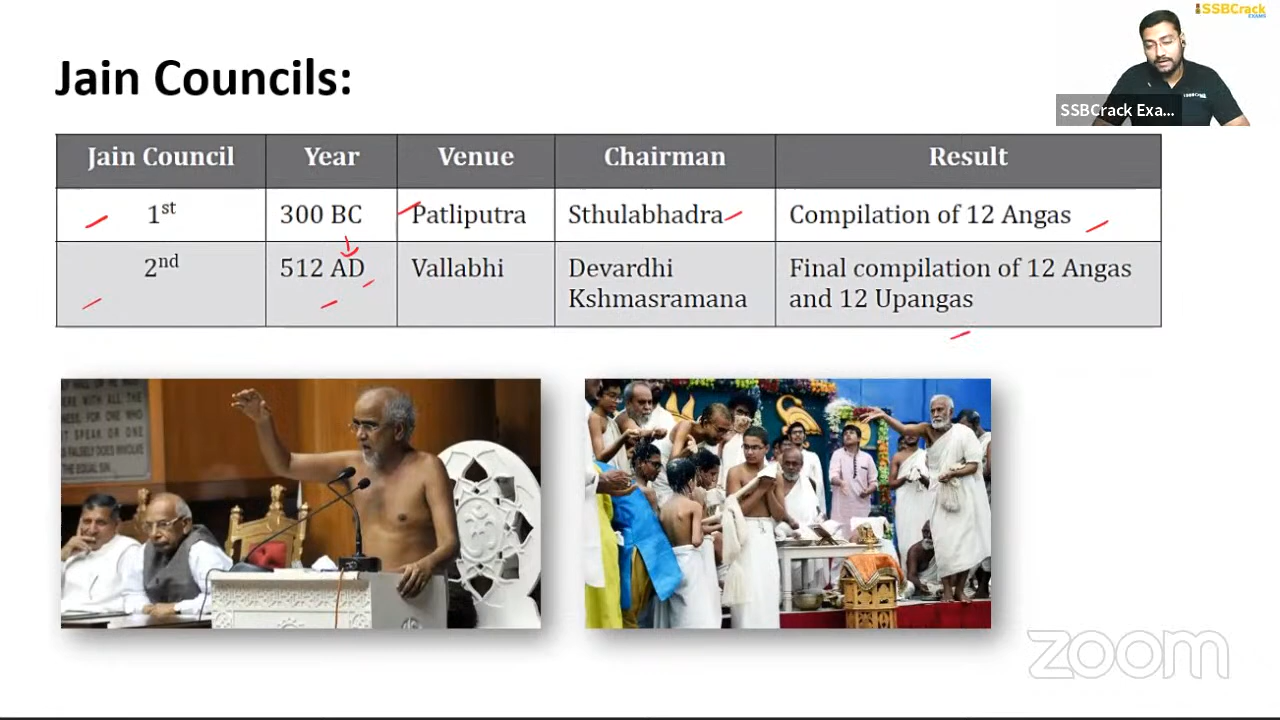 SSBCrack
EXAMS
Jain Councils:
SSBCrack Exa...
Jain Council Year Venue Chairman Result
1st 300 BC Patliputra Sthulabhadra Compilation of 12 Angas
2nd 512 AD Vallabhi Devardhi Final compilation of 12 Angas
Kshmasramana and 12 Upangas
zoom